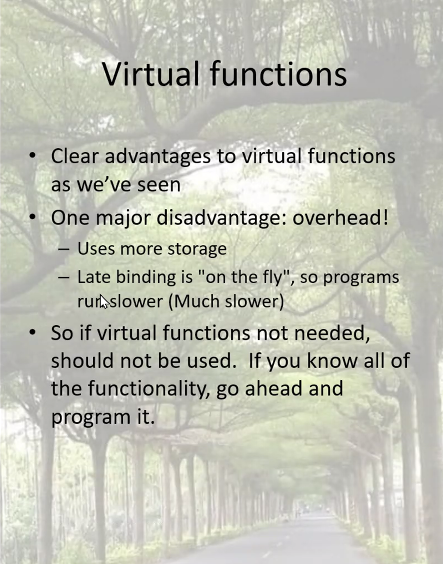 Virtual functions
• Clear advantages to virtual functions
as we've seen
• One major disadvantage: overhead!
– Uses more storage
– Late binding is "on the fly", so programs
run slower (Much slower)
• So if virtual functions not needed,
should not be used.  If you know all of
the functionality, go ahead and
program it.